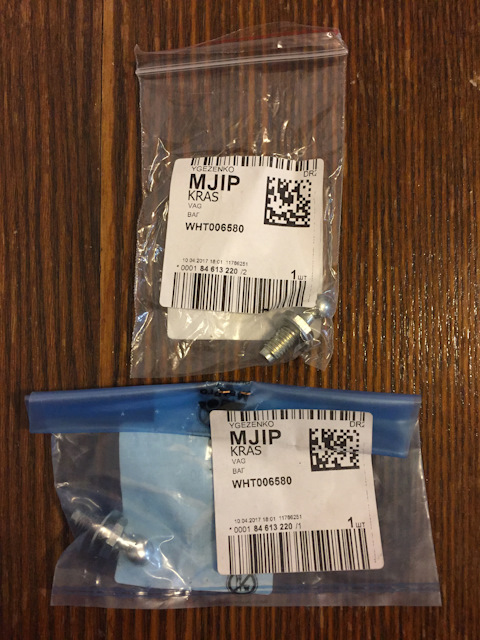 YGEZENKO
DR-
MJIP
KRAS
VAG
ВАГ
WHT006580
10.04.2017 18:01 11786251
* 0001 84 613 220 /2
1 шт
YGEZENKO
DR-
MJIP
KRAS
VAG
ВАГ
WHT006580
10.04.2017 18:01 11786251
* 0001 84 613 220 /1
1 шт